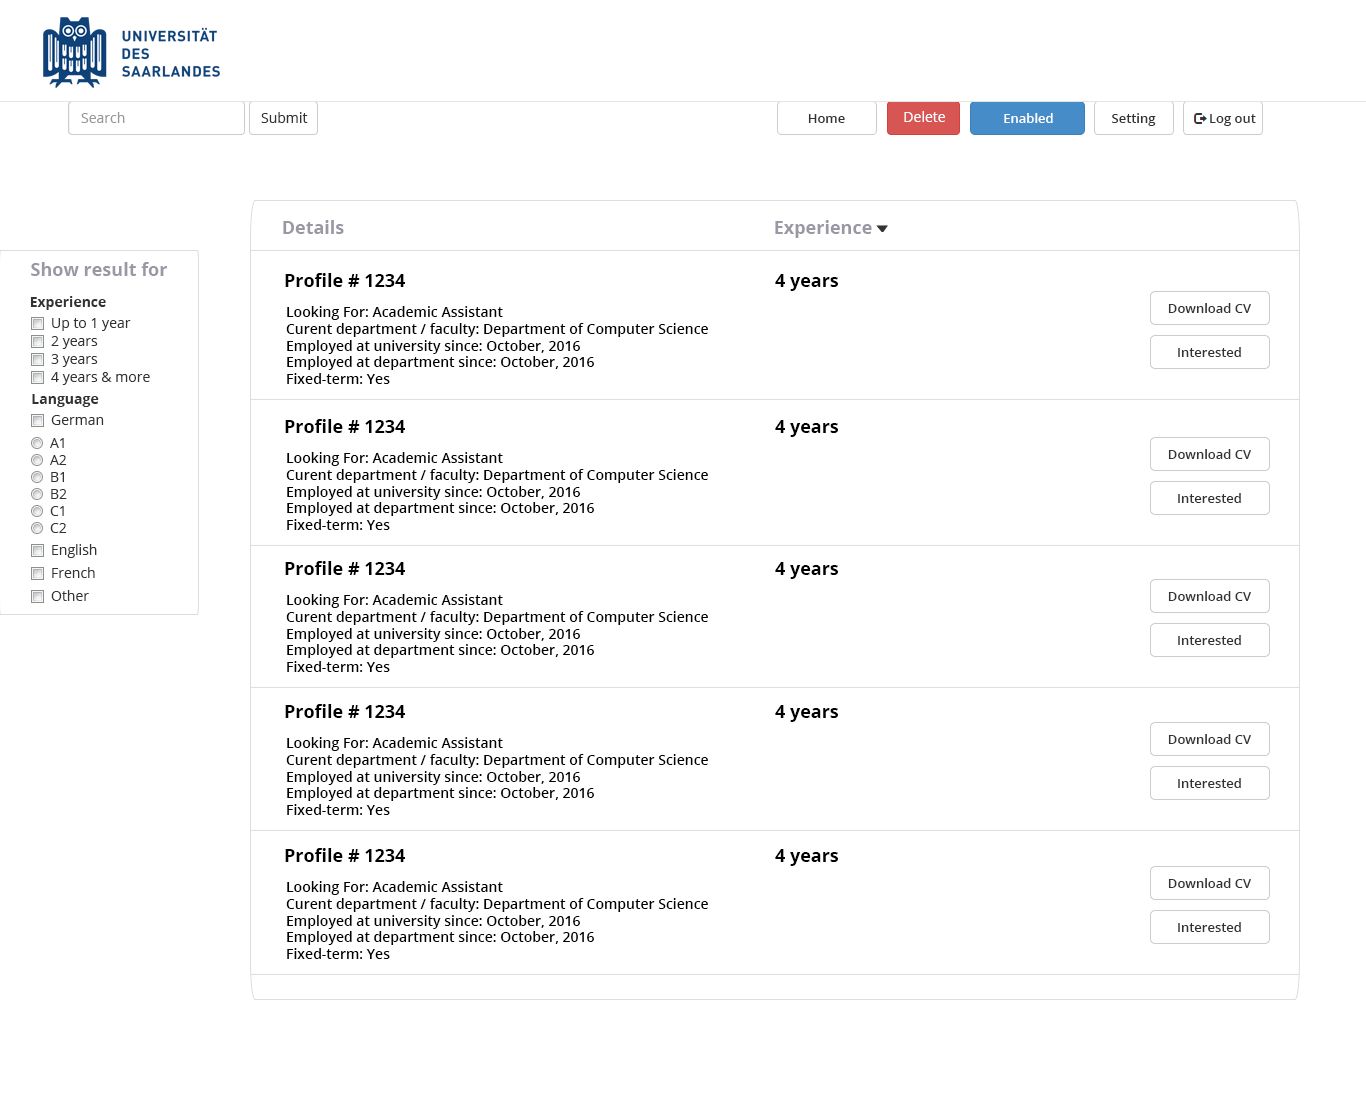 UNIVERSITÄT
DES
SAARLANDES
Search
Submit
Home
Delete
Enabled
Setting
Log out
Show result for
Experience
Up to 1 year
2 years
3 years
4 years & more
Language
German
A1
A2
B1
B2
C1
C2
English
French
Other
Details
Experience
Profile # 1234
4 years
Looking For: Academic Assistant
Curent department / faculty: Department of Computer Science
Employed at university since: October, 2016
Employed at department since: October, 2016
Fixed-term: Yes
Download CV
Interested
Profile # 1234
4 years
Looking For: Academic Assistant
Curent department / faculty: Department of Computer Science
Employed at university since: October, 2016
Employed at department since: October, 2016
Fixed-term: Yes
Download CV
Interested
Profile # 1234
4 years
Looking For: Academic Assistant
Curent department / faculty: Department of Computer Science
Employed at university since: October, 2016
Employed at department since: October, 2016
Fixed-term: Yes
Download CV
Interested
Profile # 1234
4 years
Looking For: Academic Assistant
Curent department / faculty: Department of Computer Science
Employed at university since: October, 2016
Employed at department since: October, 2016
Fixed-term: Yes
Download CV
Interested
Profile # 1234
4 years
Looking For: Academic Assistant
Curent department / faculty: Department of Computer Science
Employed at university since: October, 2016
Employed at department since: October, 2016
Fixed-term: Yes
Download CV
Interested